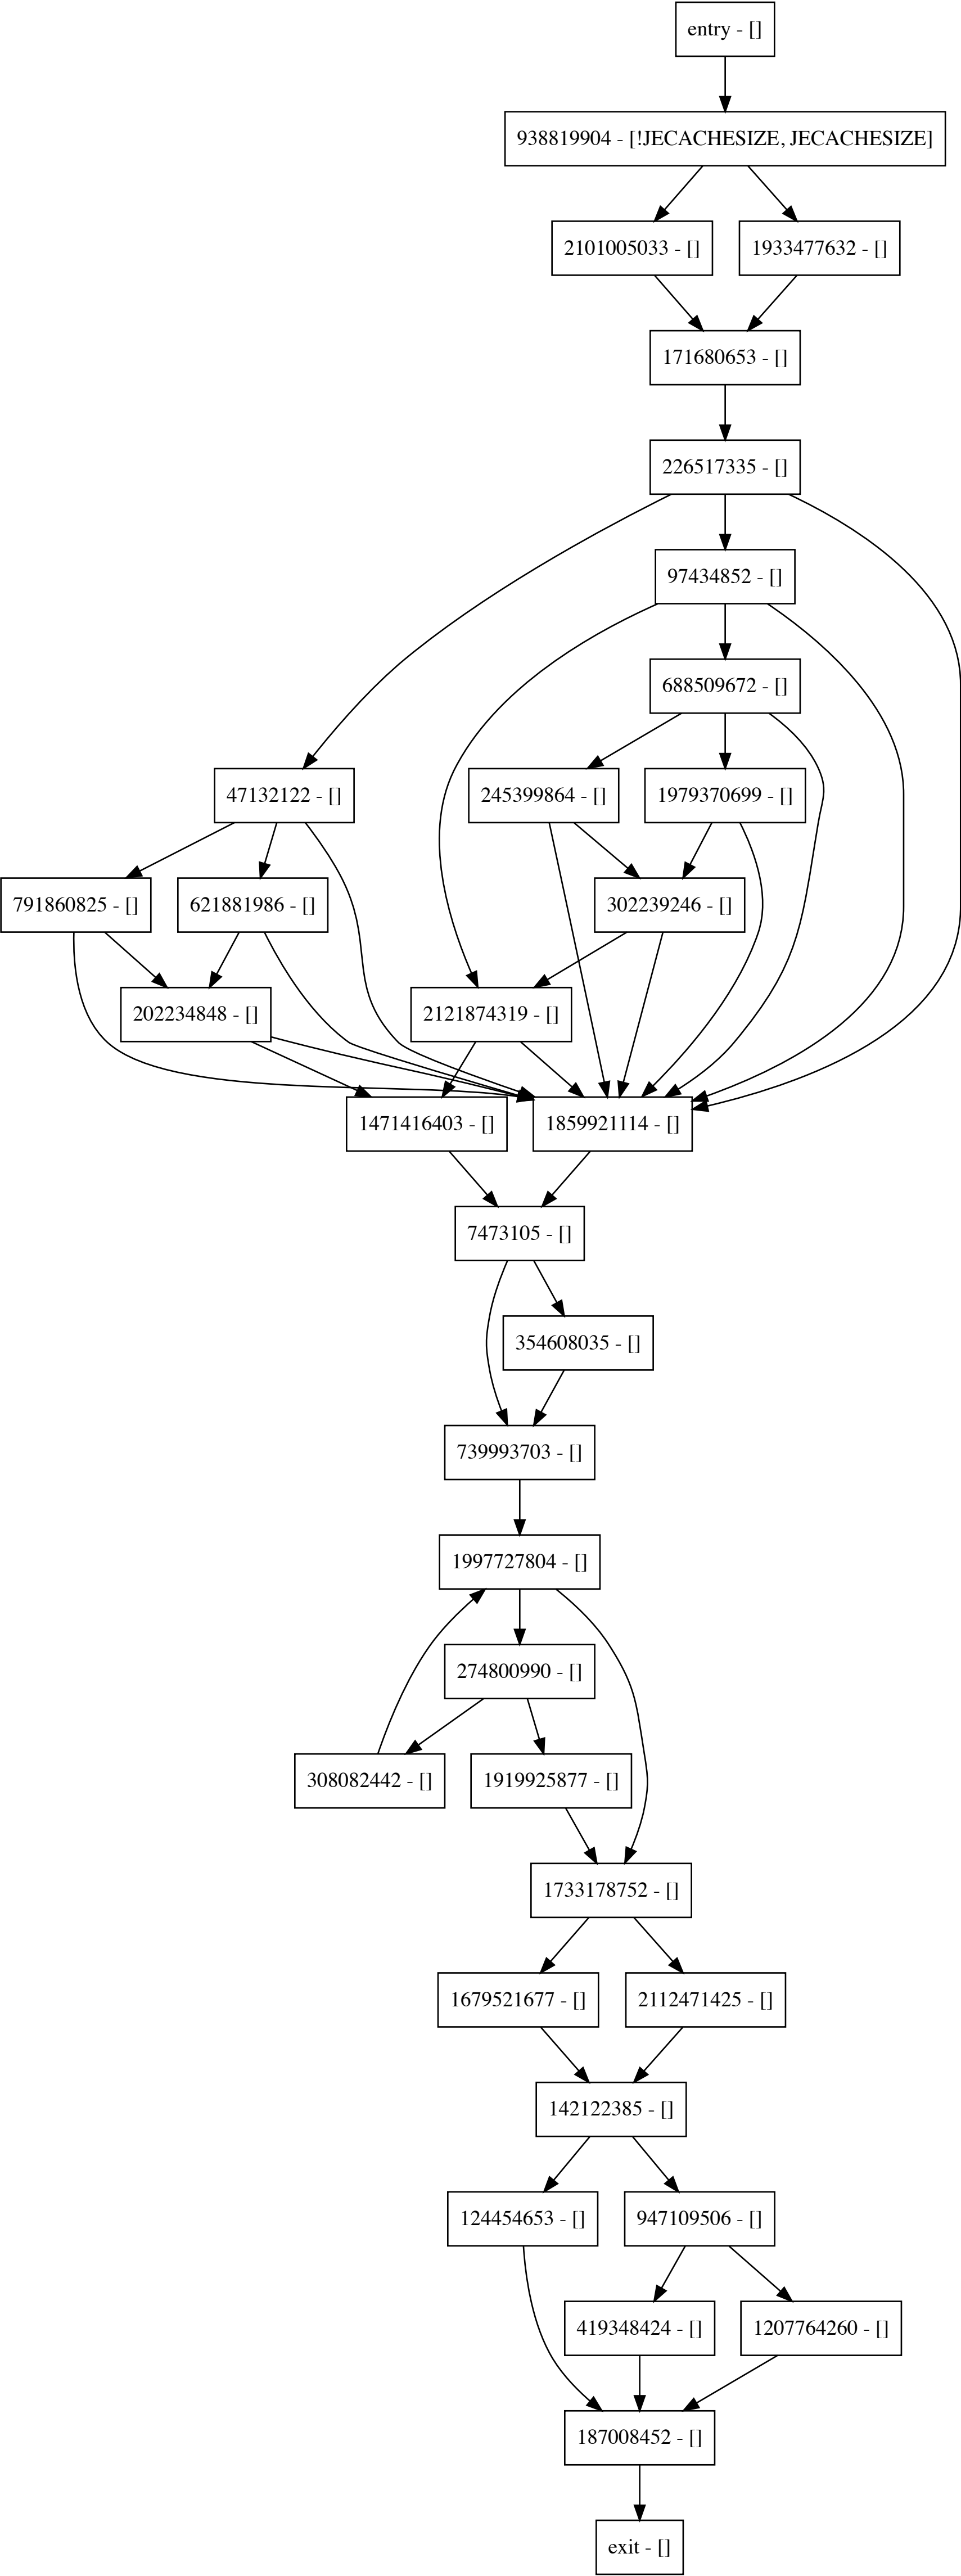 entry - []
938819904 - [!JECACHESIZE, JECACHESIZE]
2101005033 - []
1933477632 - []
171680653 - []
226517335 - []
97434852 - []
688509672 - []
47132122 - []
245399864 - []
1979370699 - []
791860825 - []
621881986 - []
302239246 - []
202234848 - []
2121874319 - []
1471416403 - []
1859921114 - []
7473105 - []
354608035 - []
739993703 - []
1997727804 - []
274800990 - []
308082442 - []
1919925877 - []
1733178752 - []
1679521677 - []
2112471425 - []
142122385 - []
124454653 - []
947109506 - []
419348424 - []
1207764260 - []
187008452 - []
exit - []